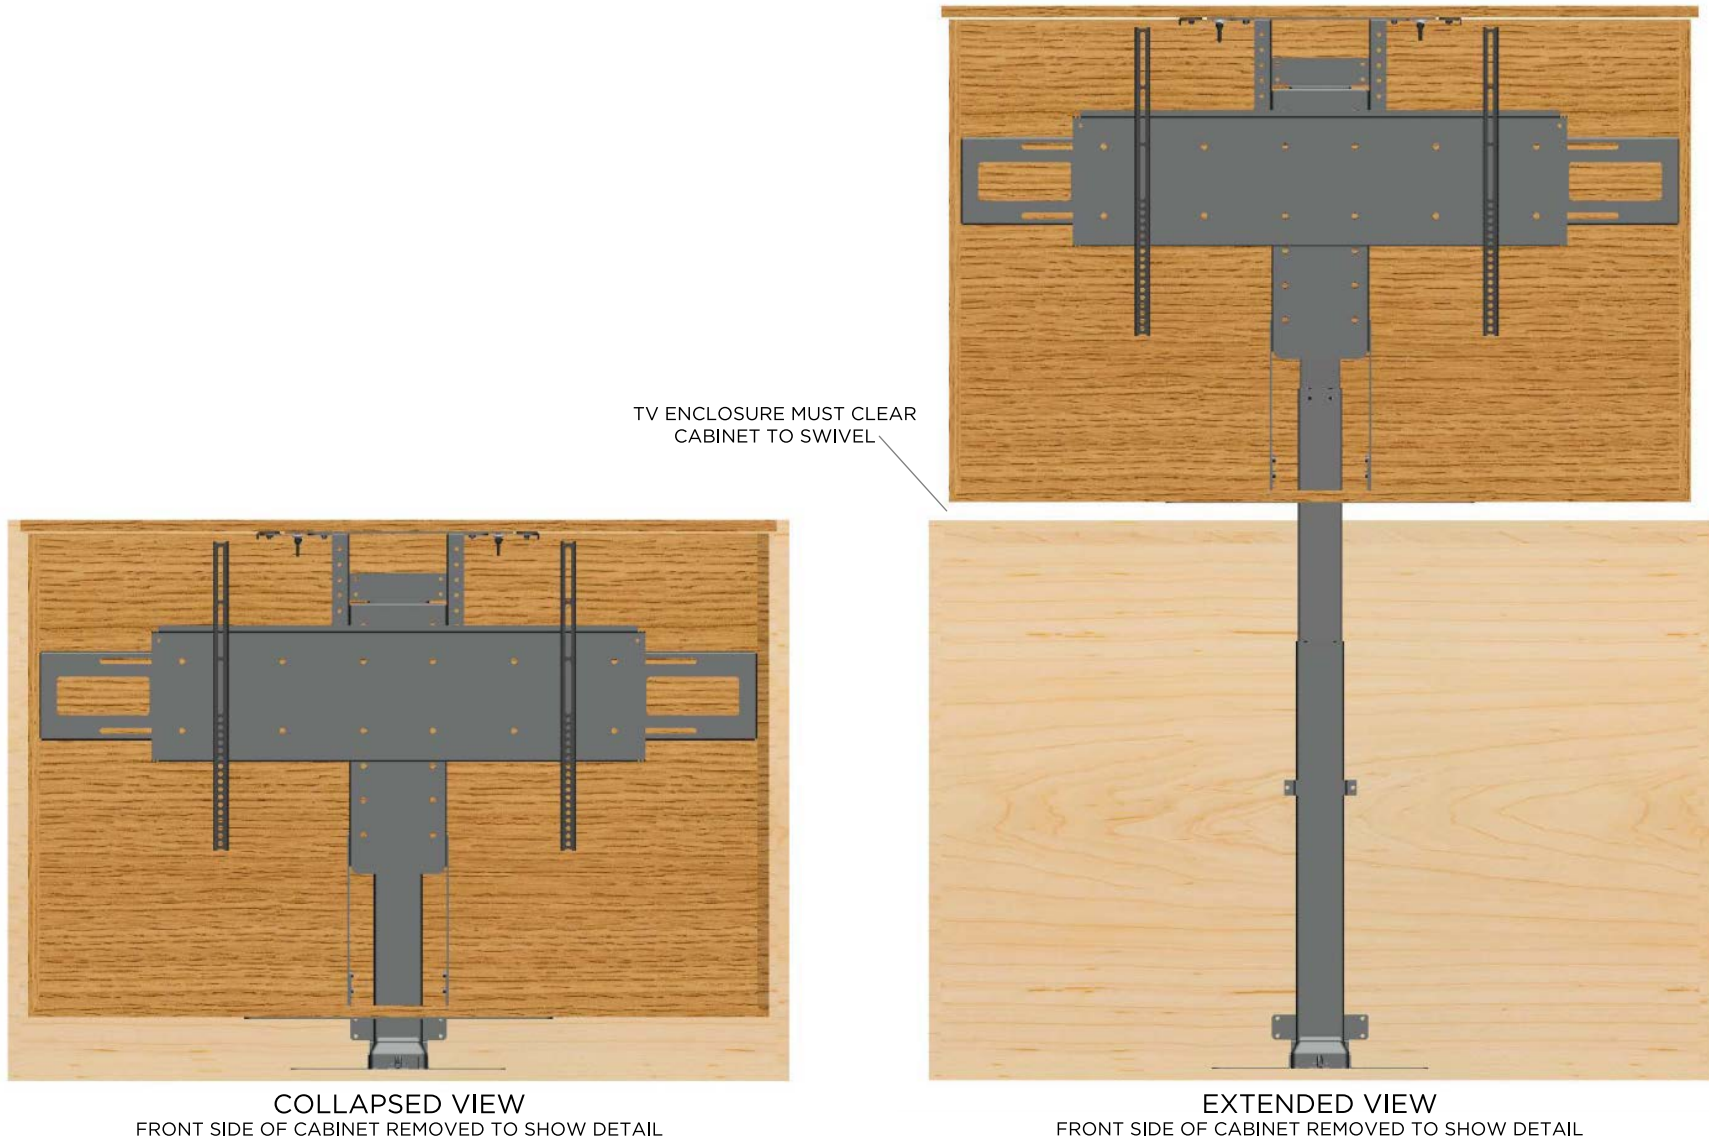 TV ENCLOSURE MUST CLEAR
CABINET TO SWIVEL
COLLAPSED VIEW
FRONT SIDE OF CABINET REMOVED TO SHOW DETAIL
EXTENDED VIEW
FRONT SIDE OF CABINET REMOVED TO SHOW DETAIL